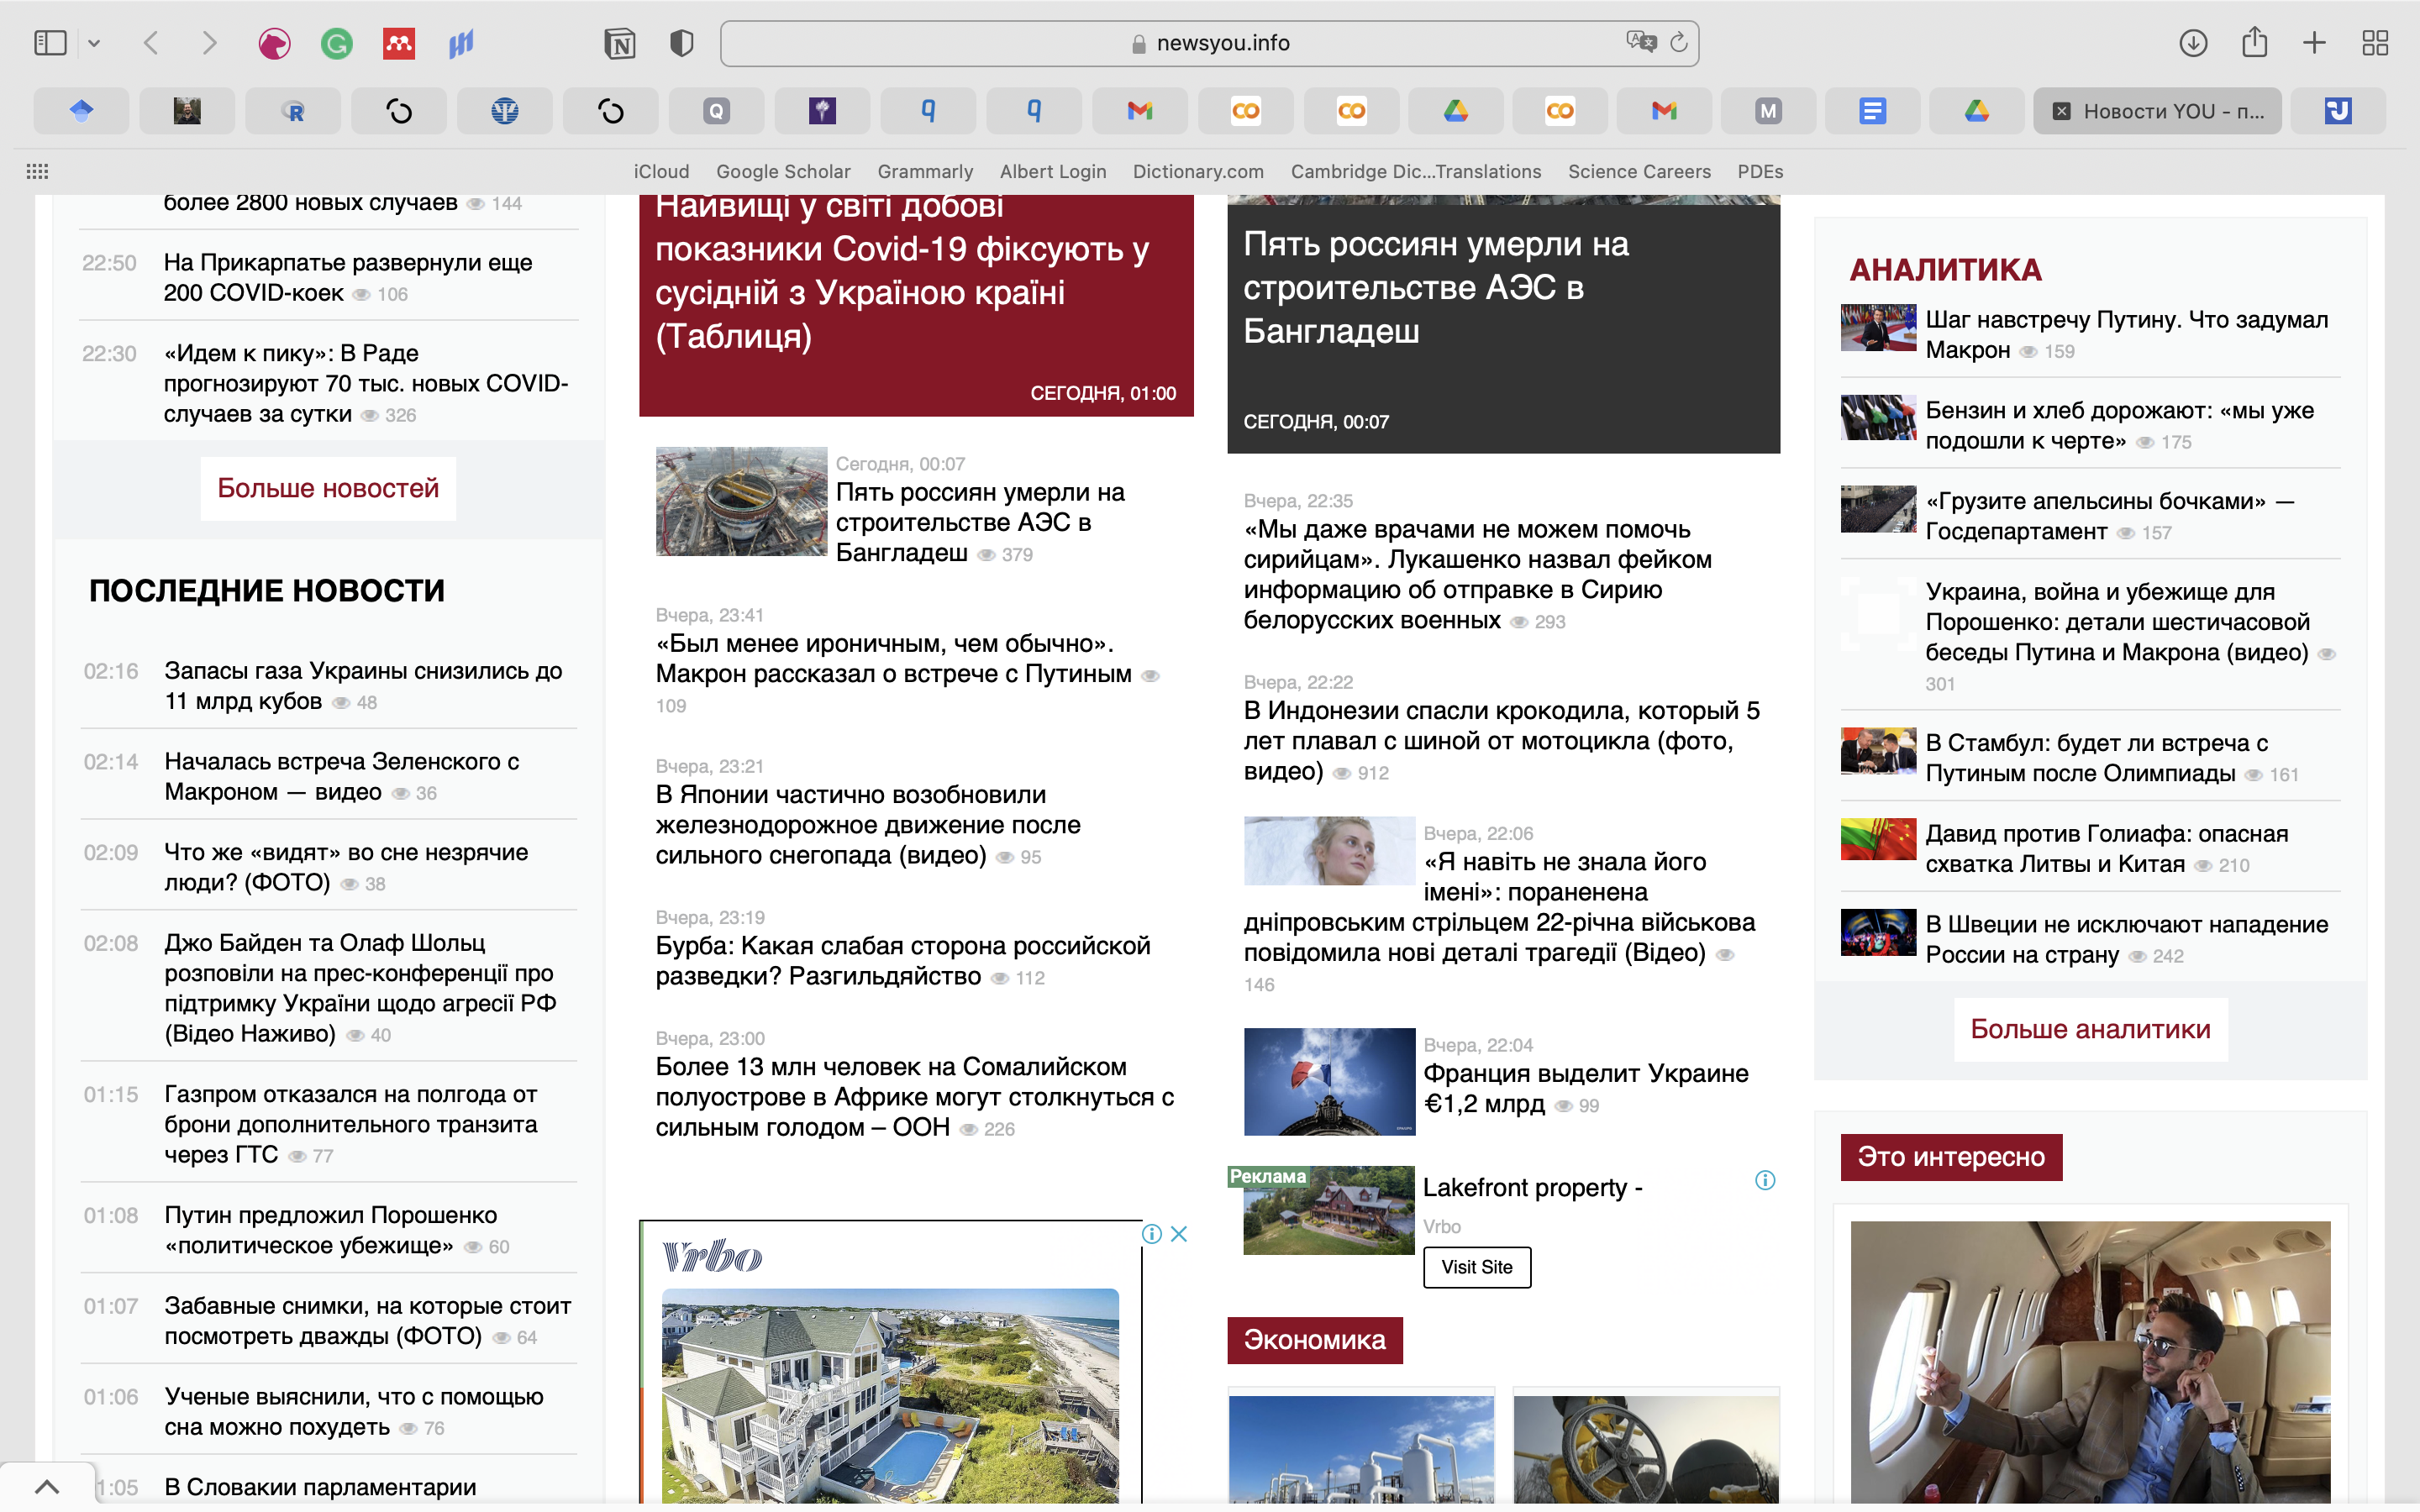 newsyou.info
Новости YOU - п...
iCloud
Google Scholar
Grammarly
Albert Login
Dictionary.com
Cambridge Dic...Translations
Science Careers
PDEs
более 2800 новых случаев 144
22:50
На Прикарпатье развернули еще
200 COVID-коек 106
22:30
«Идем к пику»: В Раде
прогнозируют 70 тыс. новых COVID-
случаев за сутки 326
Больше новостей
ПОСЛЕДНИЕ НОВОСТИ
02:16
Запасы газа Украины снизились до
11 млрд кубов 48
02:14
Началась встреча Зеленского с
Макроном — видео 36
02:09
Что же «видят» во сне незрячие
люди? (ФОТО) 38
02:08
Джо Байден та Олаф Шольц
розповіли на прес-конференції про
підтримку України щодо агресії РФ
(Відео Наживо) 40
01:15
Газпром отказался на полгода от
брони дополнительного транзита
через ГТС 77
01:08
Путин предложил Порошенко
«политическое убежище» 60
01:07
Забавные снимки, на которые стоит
посмотреть дважды (ФОТО) 64
01:06
Ученые выяснили, что с помощью
сна можно похудеть 76
1:05
В Словакии парламентарии
Найвищі у світі добові
показники Covid-19 фіксують у
сусідній з Україною країні
(Таблиця)
СЕГОДНЯ, 01:00
Сегодня, 00:07
Пять россиян умерли на
строительстве АЭС в
Бангладеш 379
Вчера, 23:41
«Был менее ироничным, чем обычно».
Макрон рассказал о встрече с Путиным
109
Вчера, 23:21
В Японии частично возобновили
железнодорожное движение после
сильного снегопада (видео) 95
Вчера, 23:19
Бурба: Какая слабая сторона российской
разведки? Разгильдяйство 112
Вчера, 23:00
Более 13 млн человек на Сомалийском
полуострове в Африке могут столкнуться с
сильным голодом – ООН 226
Vrbo
Пять россиян умерли на
строительстве АЭС в
Бангладеш
СЕГОДНЯ, 00:07
Вчера, 22:35
«Мы даже врачами не можем помочь
сирийцам». Лукашенко назвал фейком
информацию об отправке в Сирию
белорусских военных 293
Вчера, 22:22
В Индонезии спасли крокодила, который 5
лет плавал с шиной от мотоцикла (фото,
видео) 912
Вчера, 22:06
«Я навіть не знала його
імені»: пораненена
дніпровським стрільцем 22-річна військова
повідомила нові деталі трагедії (Відео)
146
Вчера, 22:04
Франция выделит Украине
€1,2 млрд 99
Реклама
Lakefront property -
Vrbo
Visit Site
Экономика
АНАЛИТИКА
Шаг навстречу Путину. Что задумал
Макрон 159
Бензин и хлеб дорожают: «мы уже
подошли к черте» 175
«Грузите апельсины бочками» —
Госдепартамент 157
Украина, война и убежище для
Порошенко: детали шестичасовой
беседы Путина и Макрона (видео)
301
В Стамбул: будет ли встреча с
Путиным после Олимпиады 161
Давид против Голиафа: опасная
схватка Литвы и Китая 210
В Швеции не исключают нападение
России на страну 242
Больше аналитики
Это интересно